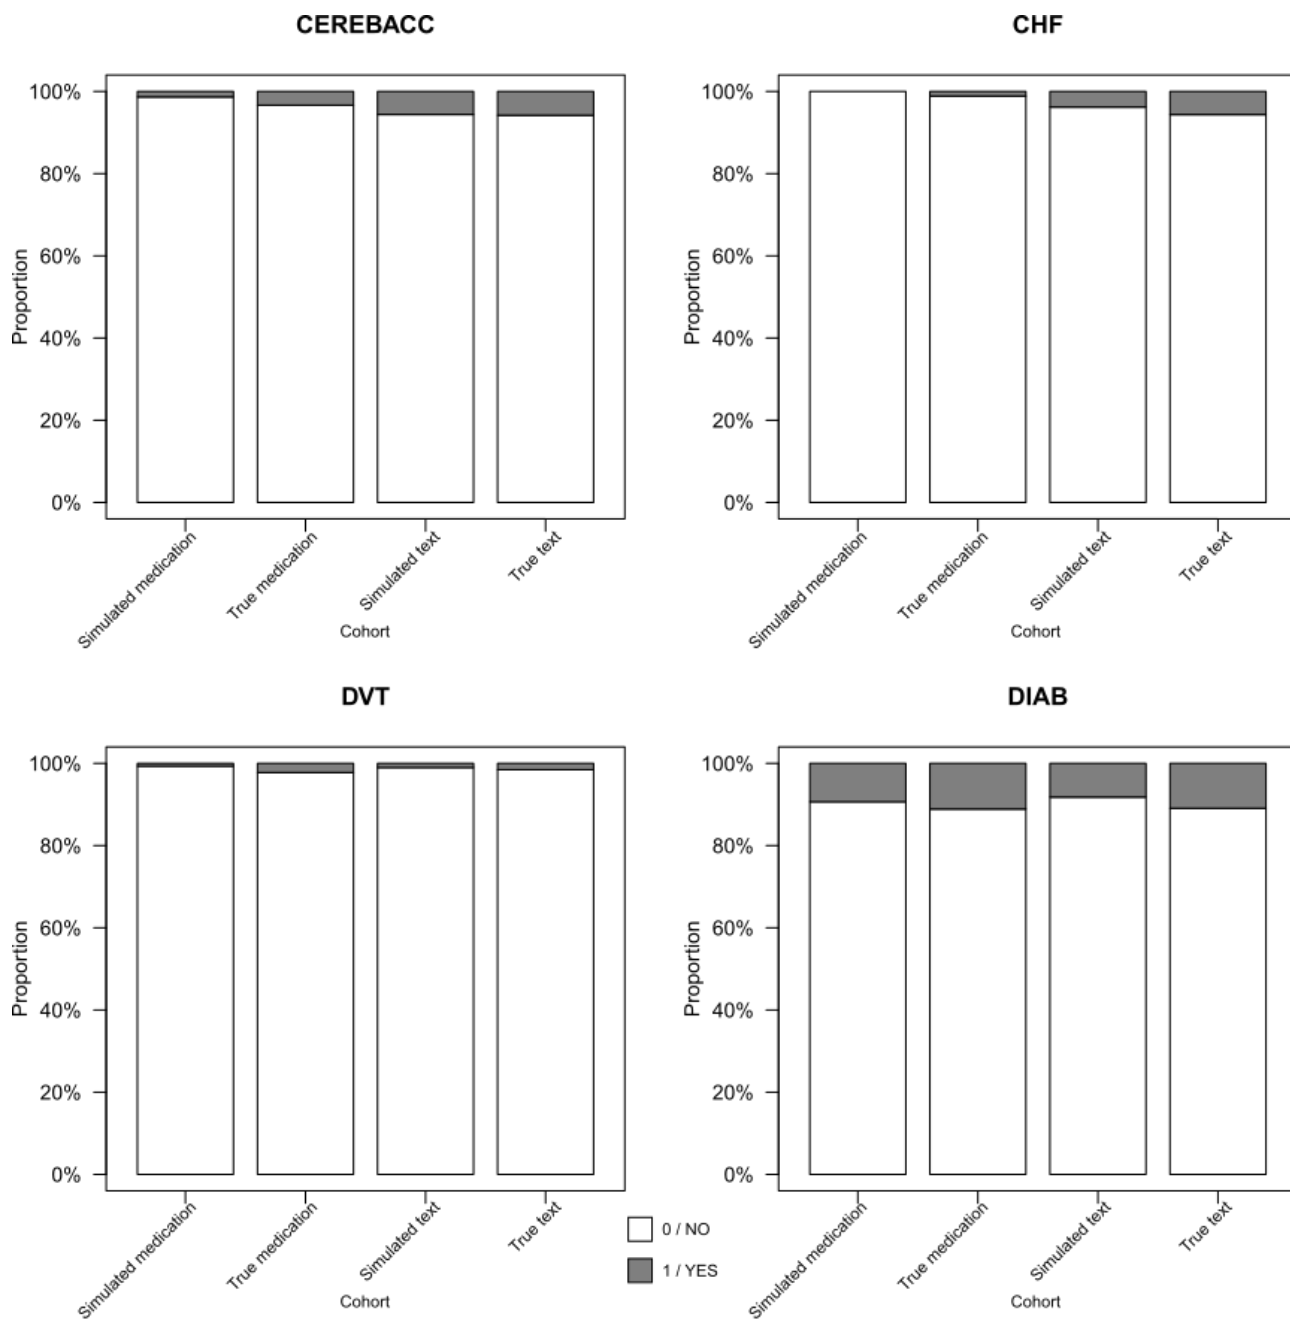 CEREBACC
Proportion
100%
80%
60%
40%
20%
0%
Simulated medication
True medication
Simulated text
True text
Cohort
CHF
Proportion
100%
80%
60%
40%
20%
0%
Simulated medication
True medication
Simulated text
True text
Cohort
DVT
Proportion
100%
80%
60%
40%
20%
0%
Simulated medication
True medication
Simulated text
True text
Cohort
0 / NO
1 / YES
DIAB
Proportion
100%
80%
60%
40%
20%
0%
Simulated medication
True medication
Simulated text
True text
Cohort